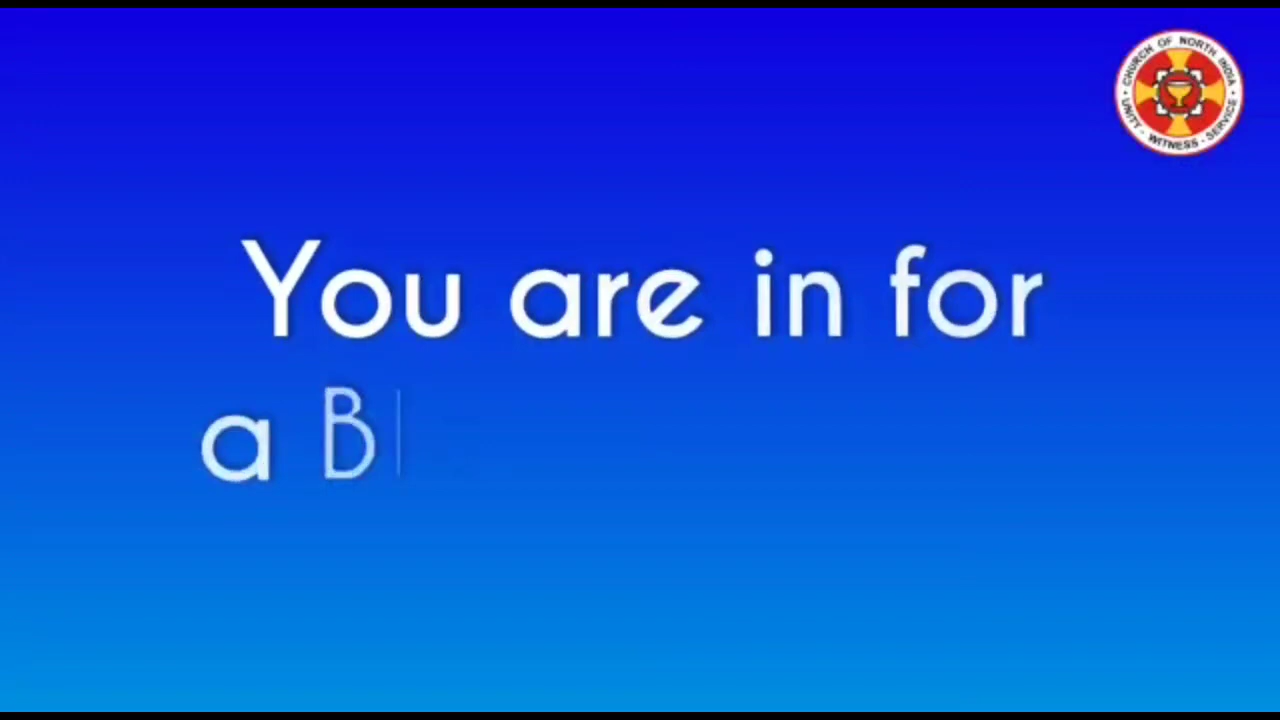 CHURCH OF NORTH INDIA
UNITY - WITNESS - SERVICE
You are in for
a B